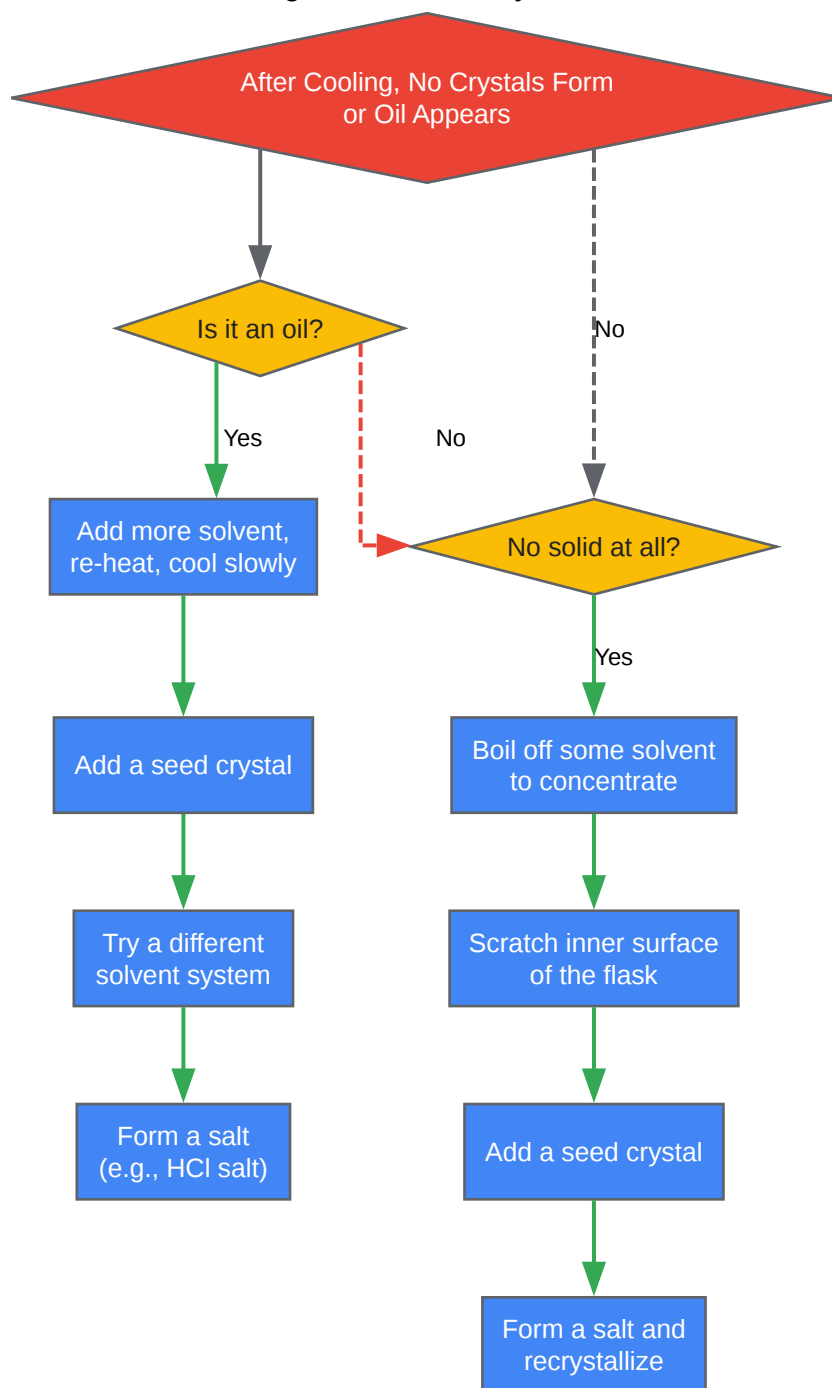 After Cooling, No Crystals Form
or Oil Appears
Is it an oil?
No
Yes
No
Add more solvent,
re-heat, cool slowly
No solid at all?
Yes
Add a seed crystal
Boil off some solvent
to concentrate
Try a different
solvent system
Scratch inner surface
of the flask
Form a salt
(e.g., HCl salt)
Add a seed crystal
Form a salt and
recrystallize